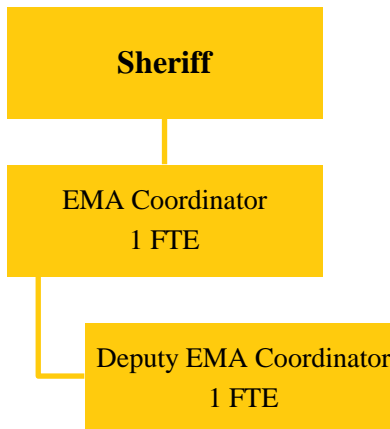 Sheriff
EMA Coordinator
1 FTE
Deputy EMA Coordinator
1 FTE